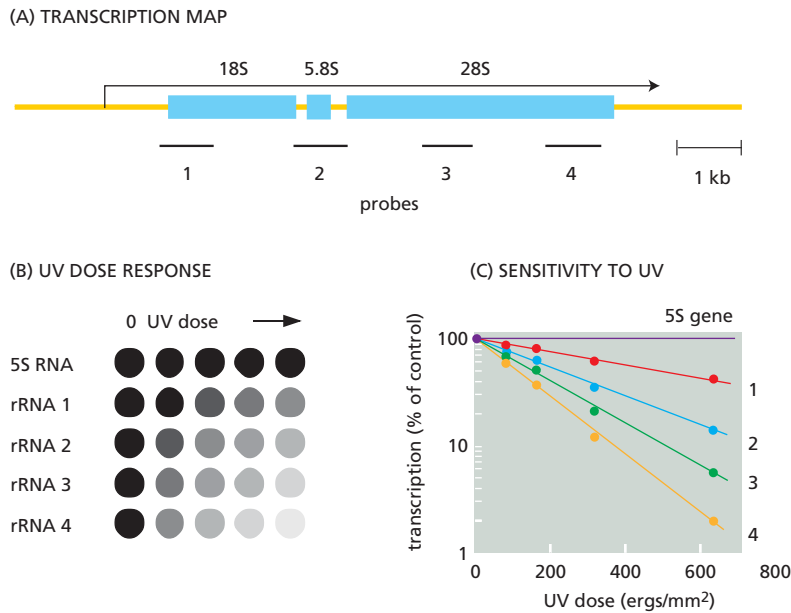 (A) TRANSCRIPTION MAP
18S 5.8S 28S
1 2 3 4 1 kb
probes
(B) UV DOSE RESPONSE
0 UV dose
5S RNA
rRNA 1
rRNA 2
rRNA 3
rRNA 4
(C) SENSITIVITY TO UV
5S gene
transcription (% of control)
100
10
1
1
2
3
4
0 200 400 600 800
UV dose (ergs/mm²)